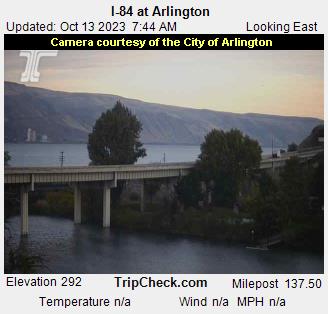 I-84 at Arlington
Updated: Oct 13 2023 7:44 AM Looking East
Camera courtesy of the City of Arlington
Elevation 292 TripCheck.com Milepost 137.50
Temperature n/a Wind n/a MPH n/a